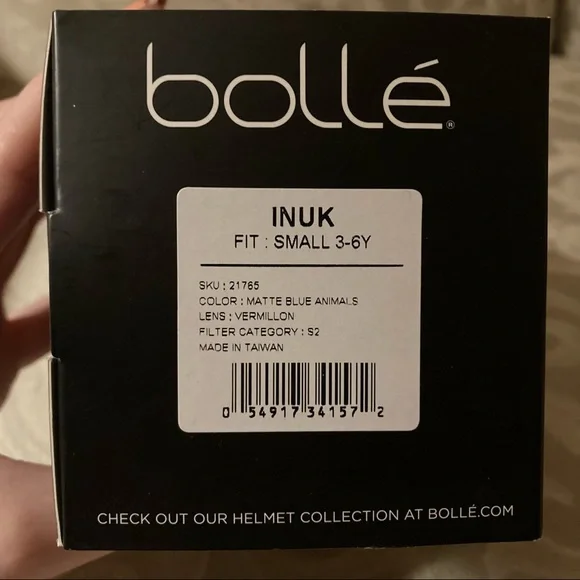 bollé®
INUK
FIT : SMALL 3-6Y
SKU : 21765
COLOR : MATTE BLUE ANIMALS
LENS : VERMILLON
FILTER CATEGORY : S2
MADE IN TAIWAN
0 54917 34157 2
CHECK OUT OUR HELMET COLLECTION AT BOLLÉ.COM